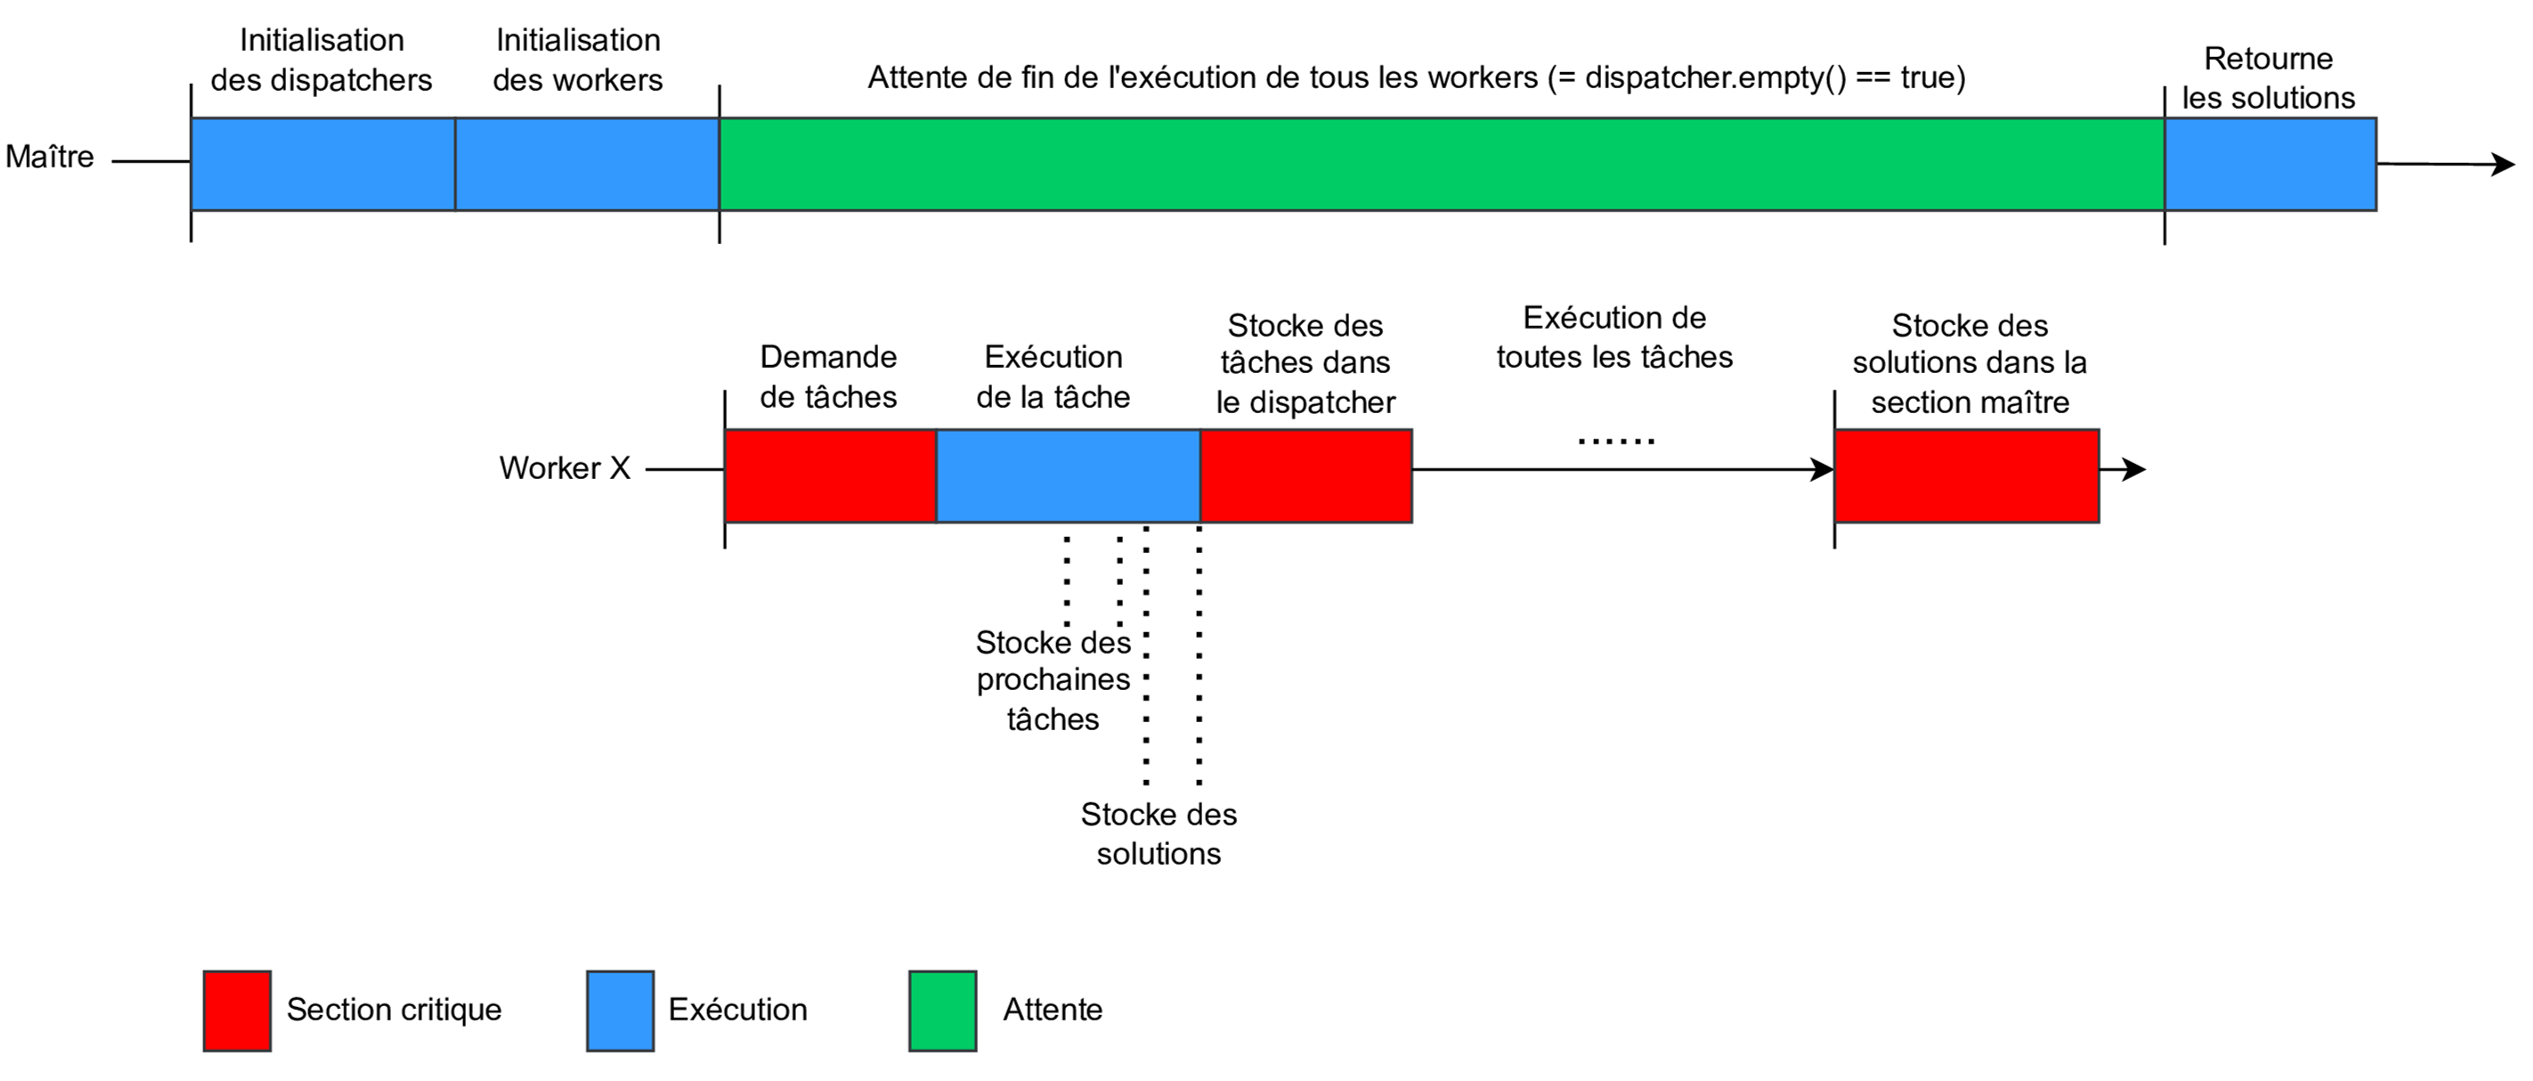 Initialisation
des dispatchers
Initialisation
des workers
Attente de fin de l'exécution de tous les workers (= dispatcher.empty() == true)
Retourne
les solutions
Maître
Demande
de tâches
Exécution
de la tâche
Stocke des
tâches dans
le dispatcher
Exécution de
toutes les tâches
......
Stocke des
solutions dans la
section maître
Worker X
Stocke des
prochaines
tâches
Stocke des
solutions
Section critique
Exécution
Attente